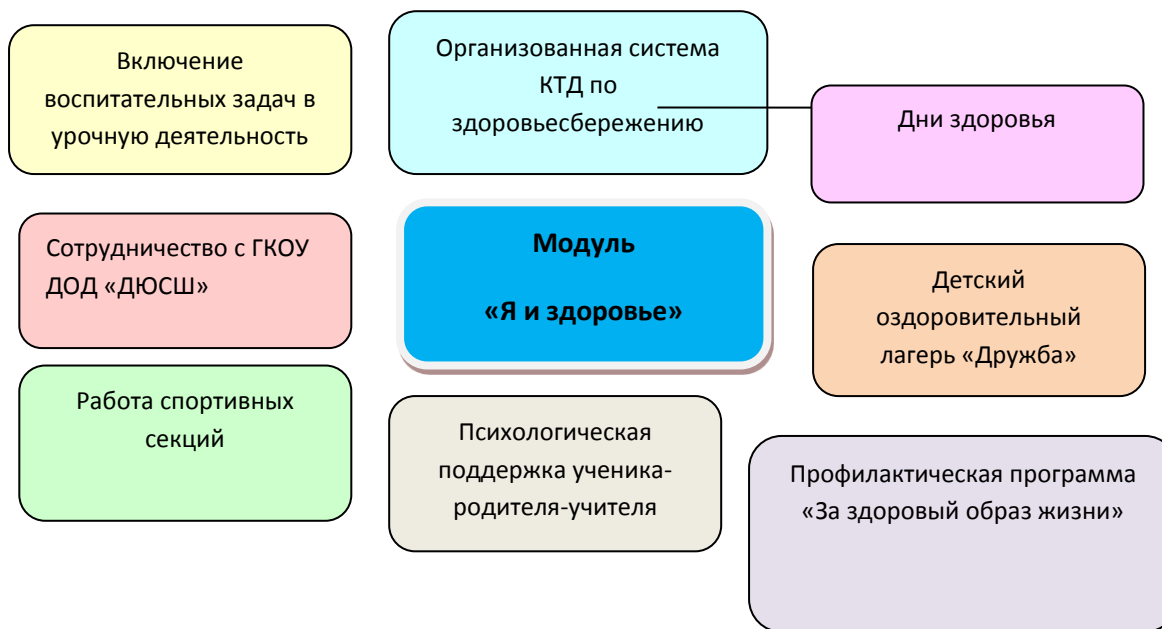 Включение
воспитательных задач в
урочную деятельность
Организованная система
КТД по
здоровьесбережению
Дни здоровья
Сотрудничество с ГКОУ
ДОД «ДЮСШ»
Модуль
«Я и здоровье»
Детский
оздоровительный
лагерь «Дружба»
Работа спортивных
секций
Психологическая
поддержка ученика-
родителя-учителя
Профилактическая программа
«За здоровый образ жизни»